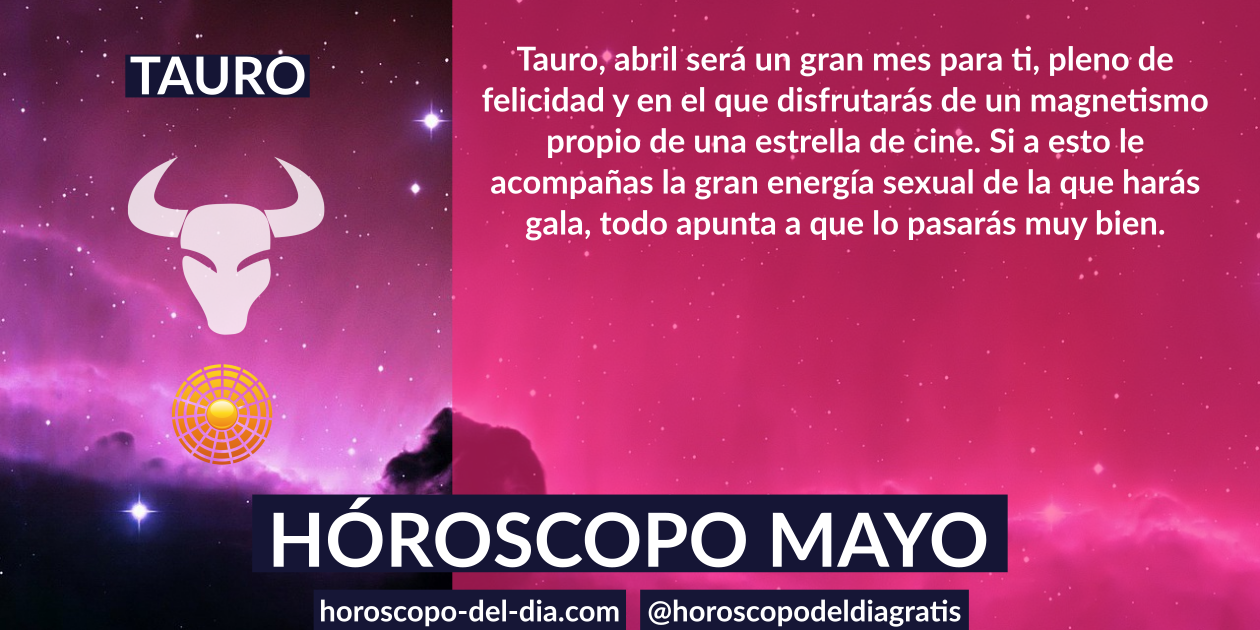 TAURO
Tauro, abril será un gran mes para ti, pleno de
felicidad y en el que disfrutarás de un magnetismo
propio de una estrella de cine. Si a esto le
acompañas la gran energía sexual de la que harás
gala, todo apunta a que lo pasarás muy bien.
HÓROSCOPO MAYO
horoscopo-del-dia.com
@horoscopodeldiagratis